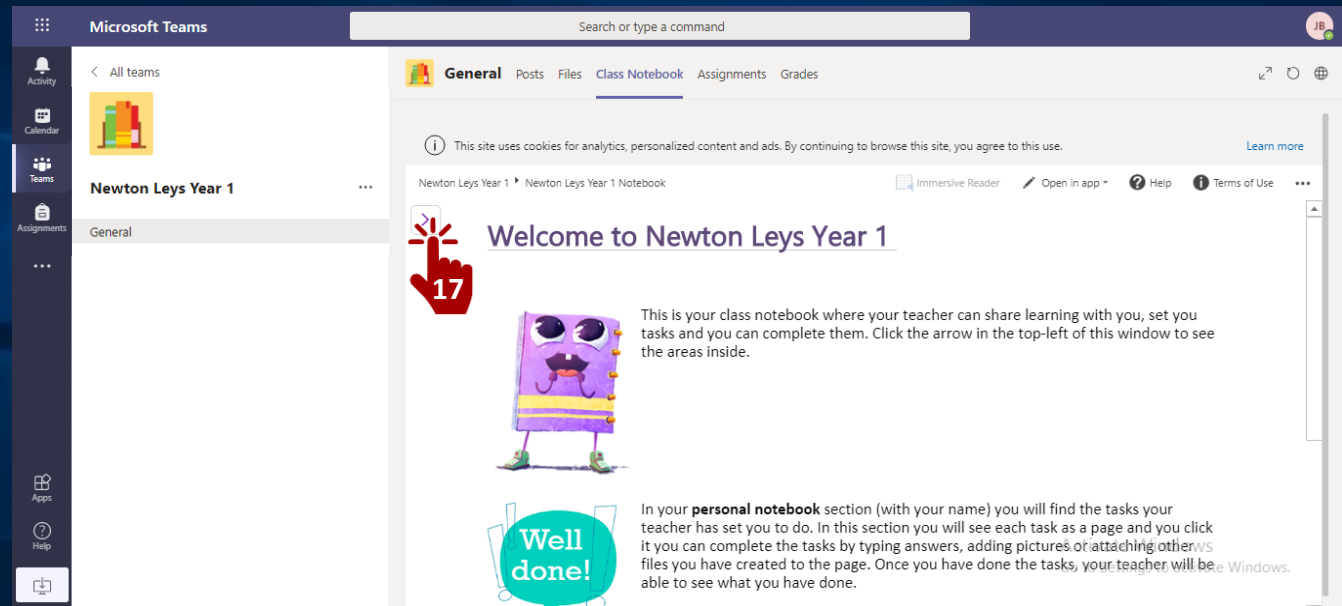 Microsoft Teams
Search or type a command
JB
Activity
Calendar
Teams
Assignments
Apps
Help
All teams
Newton Leys Year 1
General
General Posts Files Class Notebook Assignments Grades
This site uses cookies for analytics, personalized content and ads. By continuing to browse this site, you agree to this use. Learn more
Newton Leys Year 1 Newton Leys Year 1 Notebook Immersive Reader Open in app Help Terms of Use
17
Welcome to Newton Leys Year 1
This is your class notebook where your teacher can share learning with you, set you
tasks and you can complete them. Click the arrow in the top-left of this window to see
the areas inside.
Well
done!
In your personal notebook section (with your name) you will find the tasks your
teacher has set you to do. In this section you will see each task as a page and you click
it you can complete the tasks by typing answers, adding pictures or attaching other
files you have created to the page. Once you have done the tasks, your teacher will be
able to see what you have done.
Activate Windows
Go to Settings to activate Windows.